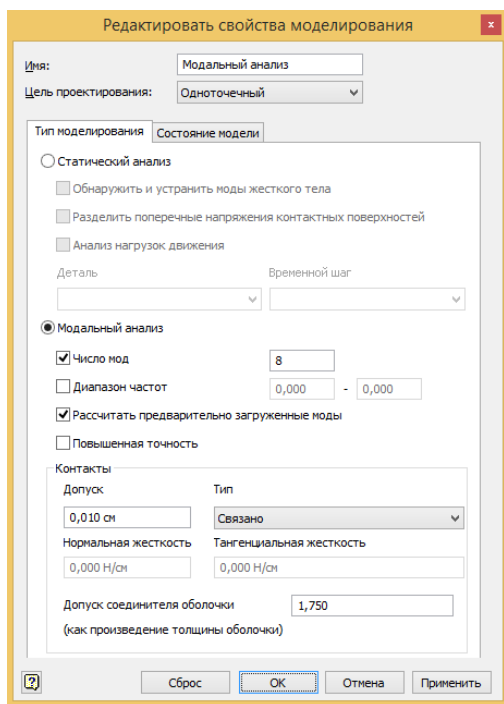 Редактировать свойства моделирования
x
Имя: Модальный анализ
Цель проектирования: Одноточечный
Тип моделирования Состояние модели
Статический анализ
Обнаружить и устранить моды жесткого тела
Разделить поперечные напряжения контактных поверхностей
Анализ нагрузок движения
Деталь Временной шаг
Модальный анализ
Число мод 8
Диапазон частот 0,000 - 0,000
Рассчитать предварительно загруженные моды
Повышенная точность
Контакты
Допуск Тип
0,010 см Связано
Нормальная жесткость Тангенциальная жесткость
0,000 Н/см 0,000 Н/см
Допуск соединителя оболочки 1,750
(как произведение толщины оболочки)
? Сброс ОК Отмена Применить